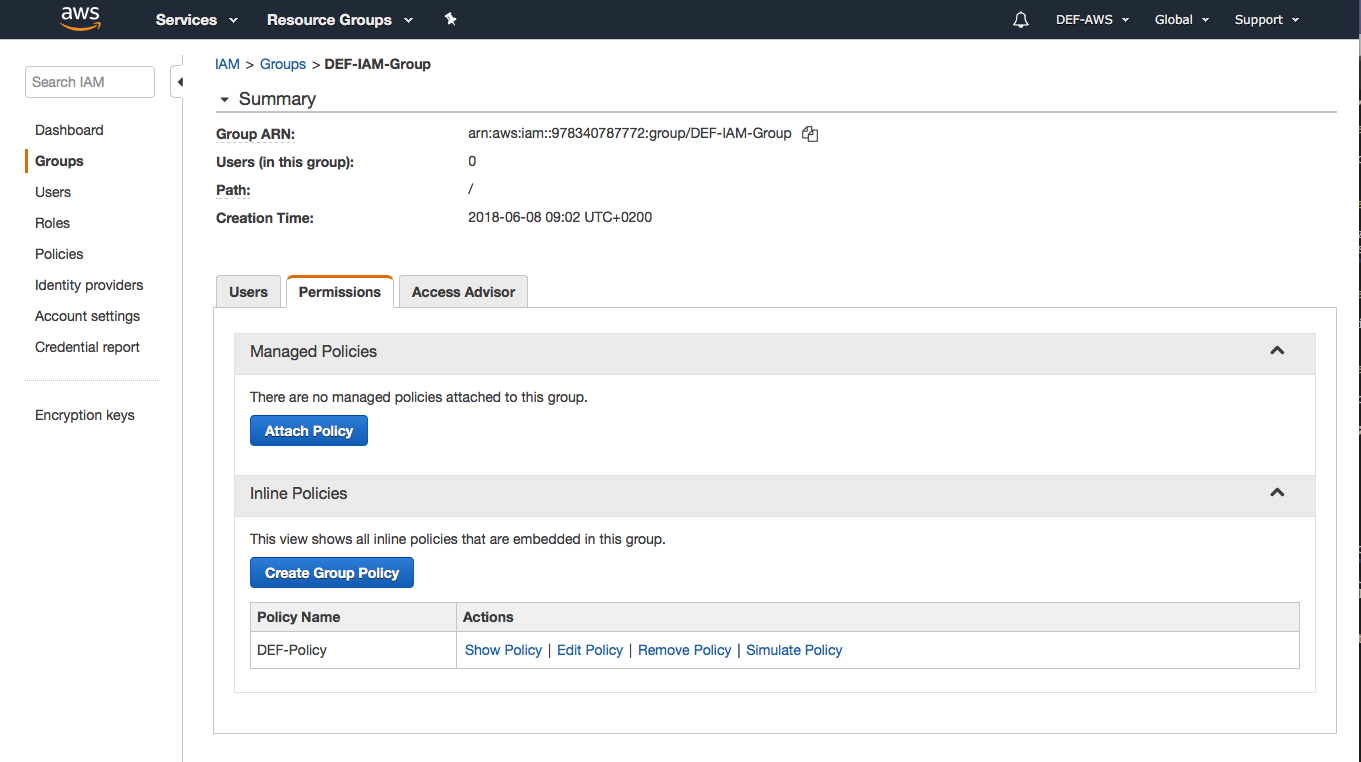 aws Services Resource Groups DEF-AWS Global Support
Search IAM
Dashboard
Groups
Users
Roles
Policies
Identity providers
Account settings
Credential report
Encryption keys
IAM > Groups > DEF-IAM-Group
Summary
Group ARN: arn:aws:iam::978340787772:group/DEF-IAM-Group
Users (in this group): 0
Path: /
Creation Time: 2018-06-08 09:02 UTC+0200
Users Permissions Access Advisor
Managed Policies
There are no managed policies attached to this group.
Attach Policy
Inline Policies
This view shows all inline policies that are embedded in this group.
Create Group Policy
Policy Name Actions
DEF-Policy Show Policy | Edit Policy | Remove Policy | Simulate Policy